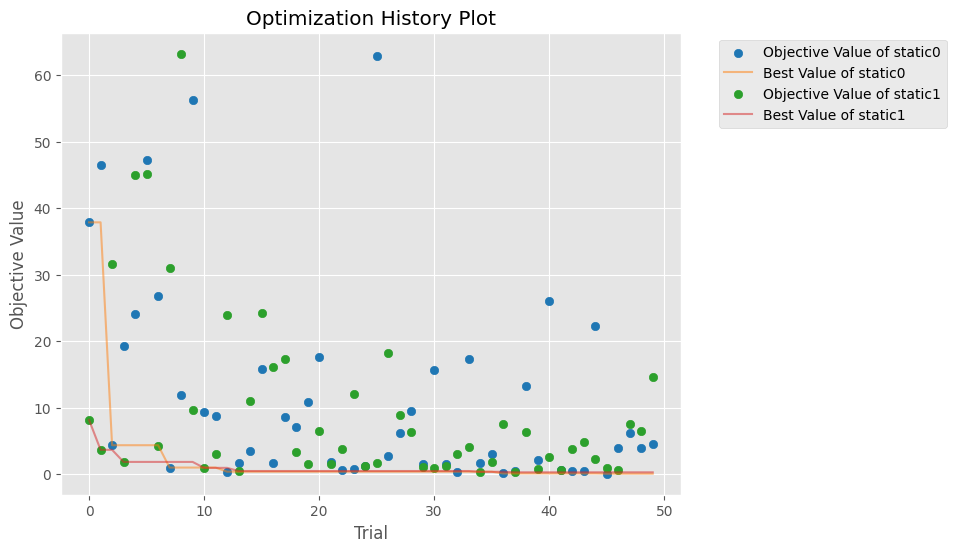 Optimization History Plot
Objective Value of static0
Best Value of static0
Objective Value of static1
Best Value of static1
60
50
40
30
20
10
0
Objective Value
0 10 20 30 40 50
Trial